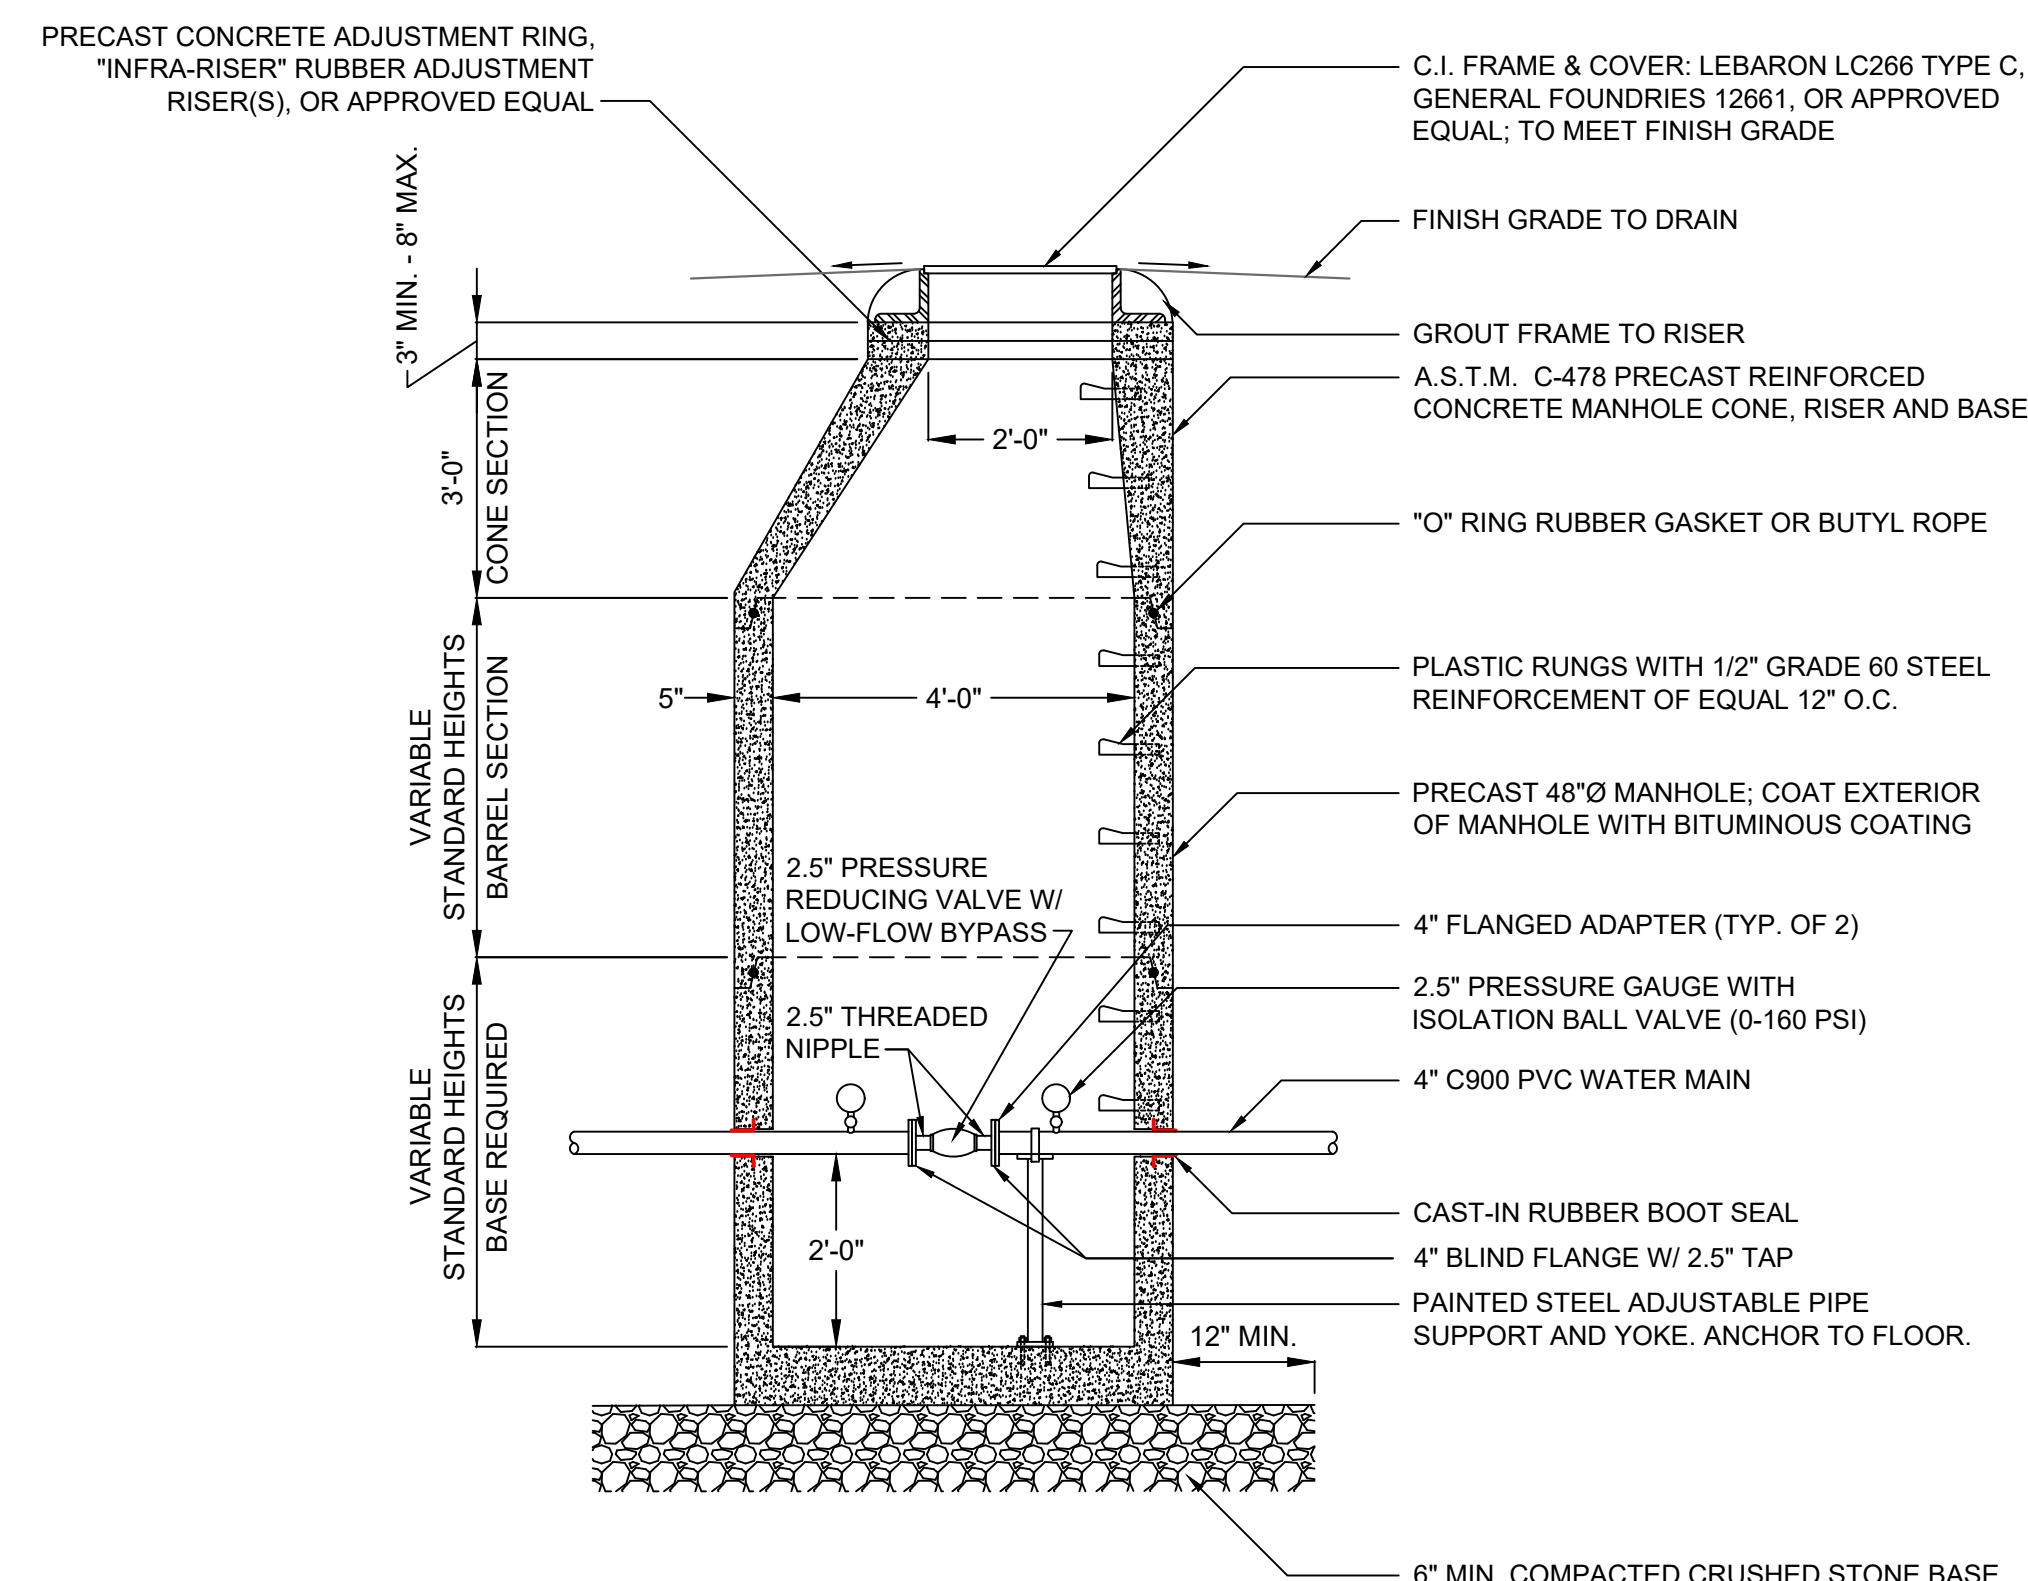 PRECAST CONCRETE ADJUSTMENT RING,
"INFRA-RISER" RUBBER ADJUSTMENT
RISER(S), OR APPROVED EQUAL
C.I. FRAME & COVER: LEBARON LC266 TYPE C,
GENERAL FOUNDRIES 12661, OR APPROVED
EQUAL; TO MEET FINISH GRADE
FINISH GRADE TO DRAIN
GROUT FRAME TO RISER
A.S.T.M. C-478 PRECAST REINFORCED
CONCRETE MANHOLE CONE, RISER AND BASE
"O" RING RUBBER GASKET OR BUTYL ROPE
PLASTIC RUNGS WITH 1/2" GRADE 60 STEEL
REINFORCEMENT OF EQUAL 12" O.C.
PRECAST 48"Ø MANHOLE; COAT EXTERIOR
OF MANHOLE WITH BITUMINOUS COATING
4" FLANGED ADAPTER (TYP. OF 2)
2.5" PRESSURE GAUGE WITH
ISOLATION BALL VALVE (0-160 PSI)
4" C900 PVC WATER MAIN
CAST-IN RUBBER BOOT SEAL
4" BLIND FLANGE W/ 2.5" TAP
PAINTED STEEL ADJUSTABLE PIPE
SUPPORT AND YOKE. ANCHOR TO FLOOR.
12" MIN.
6" MIN. COMPACTED CRUSHED STONE BASE
3" MIN. - 8" MAX.
3'-0"
CONE SECTION
VARIABLE
STANDARD HEIGHTS
BARREL SECTION
VARIABLE
STANDARD HEIGHTS
BASE REQUIRED
2'-0"
5"
4'-0"
2.5" PRESSURE
REDUCING VALVE W/
LOW-FLOW BYPASS
2.5" THREADED
NIPPLE
2'-0"